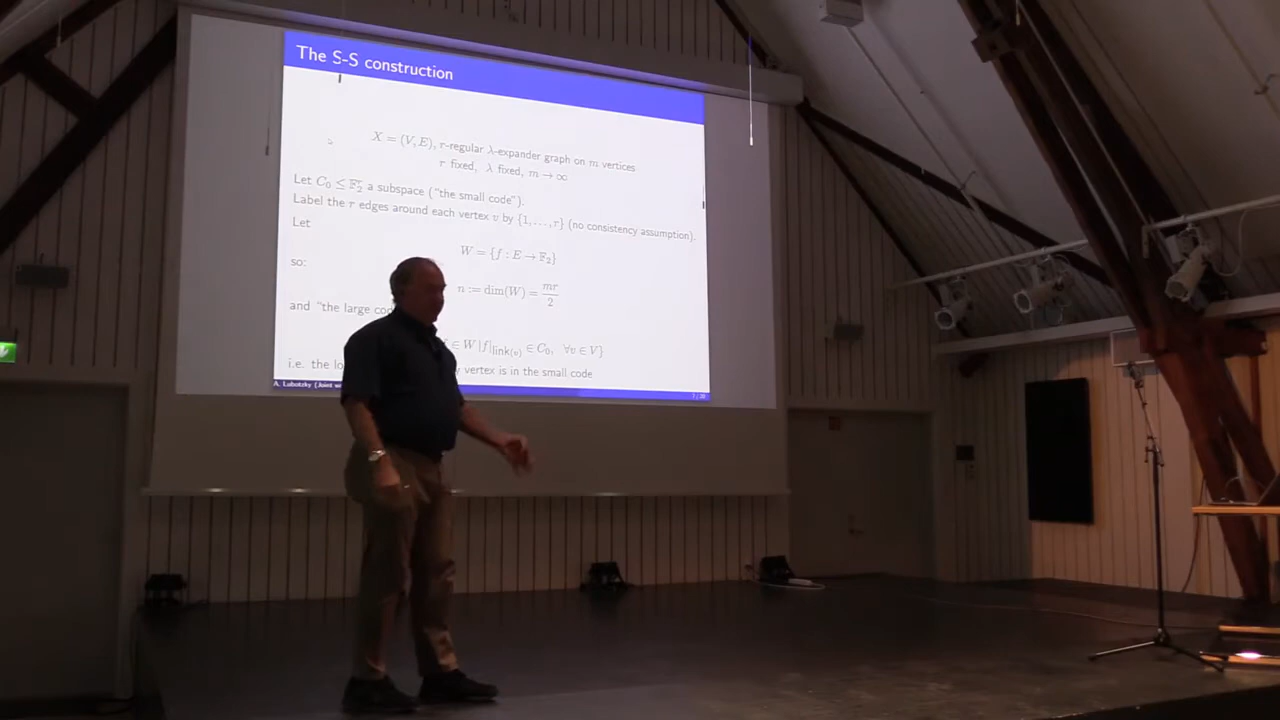 The S-S construction
X = (V, E), r-regular λ-expander graph on m vertices
r fixed, λ fixed, m → ∞
Let C₀ ≤ 𝔽₂ʳ a subspace ("the small code").
Label the r edges around each vertex v by {1, . . . , r} (no consistency assumption).
Let
W = {f : E → 𝔽₂}
so:
n := dim(W) = mr/2
and "the large
∈ W | f|link(v) ∈ C₀, ∀v ∈ V}
i.e. the vertex is in the small code
A. Lubotzky (Joint